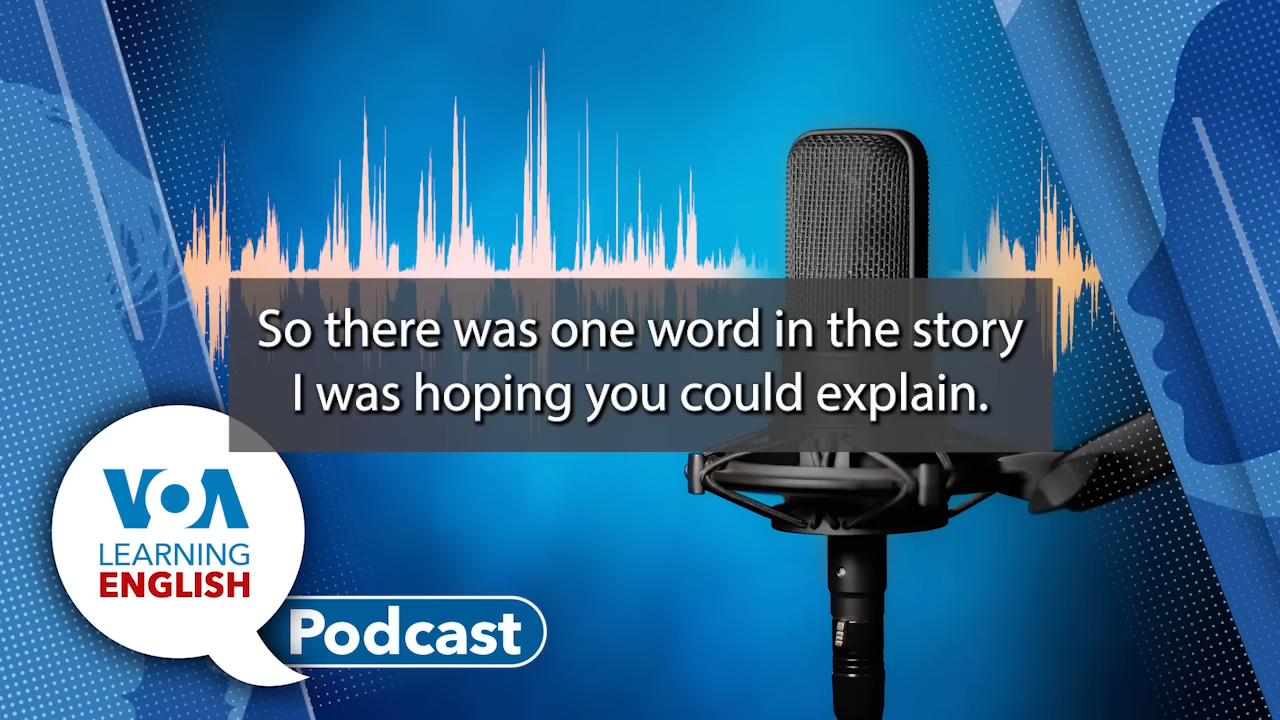 So there was one word in the story
I was hoping you could explain.
VOA
LEARNING
ENGLISH
Podcast